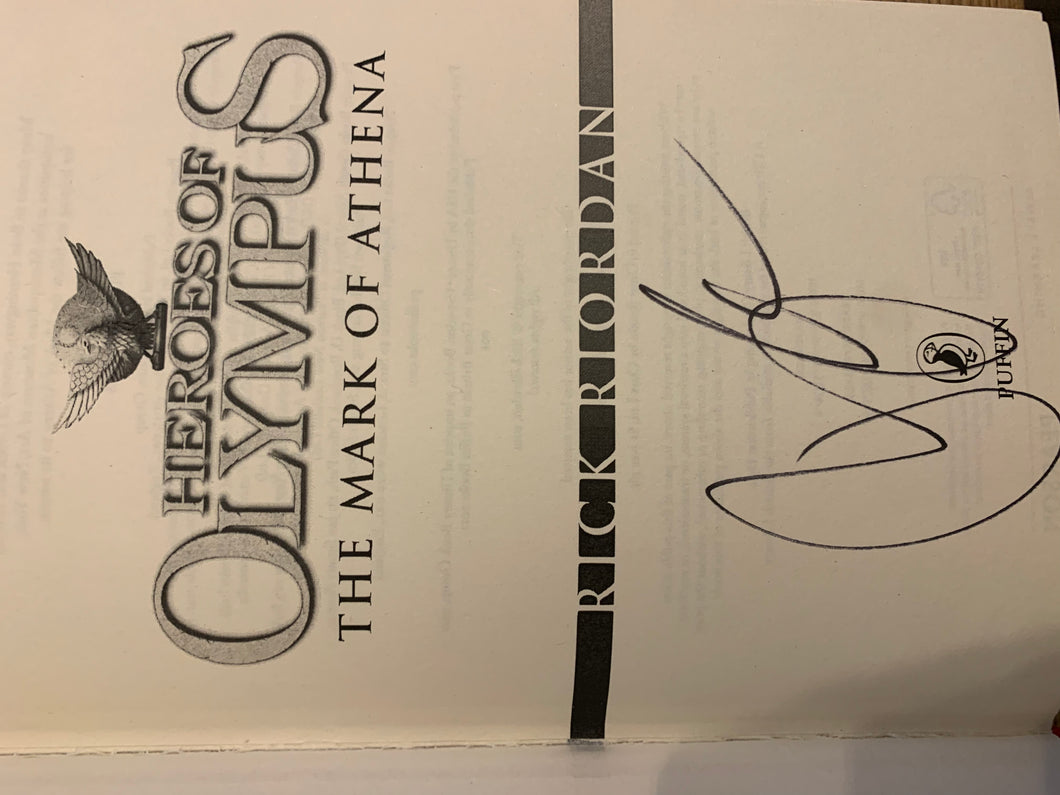 HEROES OF
OLYMPUS
THE MARK OF ATHENA
RICK RIORDAN
PUFFIN